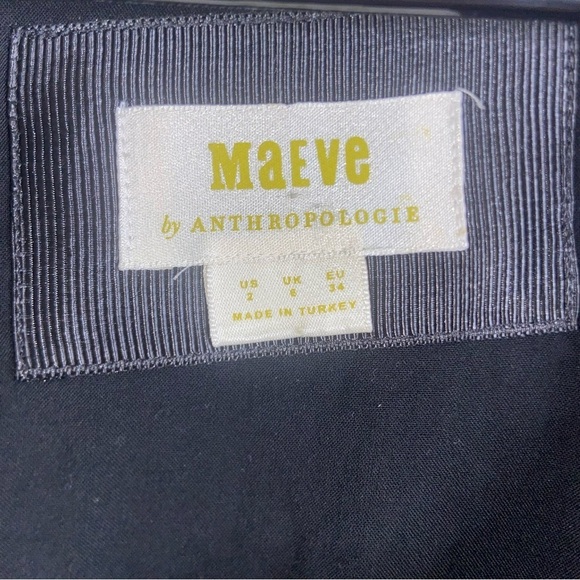 MaEve
by ANTHROPOLOGIE
US UK EU
2 6 34
MADE IN TURKEY